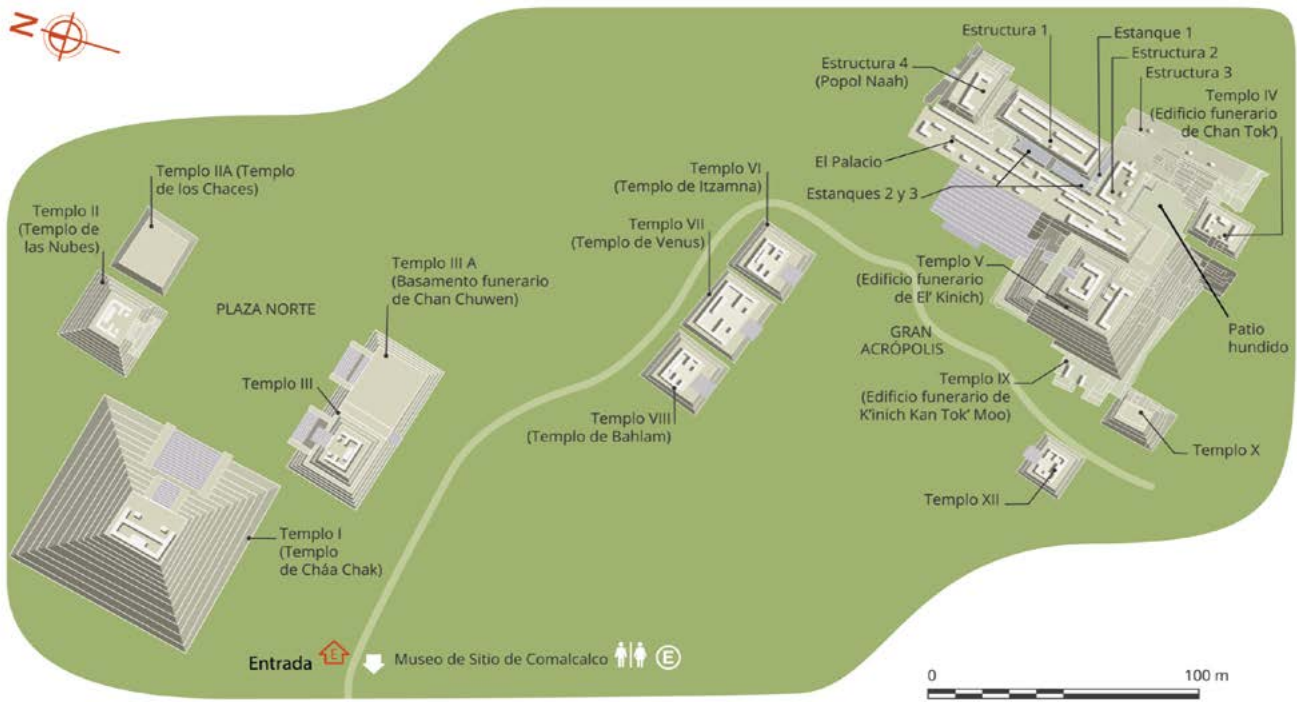 N
Estructura 1
Estanque 1
Estructura 2
Estructura 3
Estructura 4
(Popol Naah)
Templo IV
(Edificio funerario
de Chan Tok')
El Palacio
Estanques 2 y 3
Templo IIA (Templo
de los Chaces)
Templo II
(Templo de
las Nubes)
Templo VI
(Templo de Itzamna)
Templo VII
(Templo de Venus)
Templo III A
(Basamento funerario
de Chan Chuwen)
PLAZA NORTE
Templo V
(Edificio funerario
de El' Kinich)
Patio
hundido
GRAN
ACRÓPOLIS
Templo III
Templo IX
(Edificio funerario de
K'inich Kan Tok' Moo)
Templo VIII
(Templo de Bahlam)
Templo X
Templo XII
Templo I
(Templo
de Cháa Chak)
Entrada E
Museo de Sitio de Comalcalco E
0 100 m